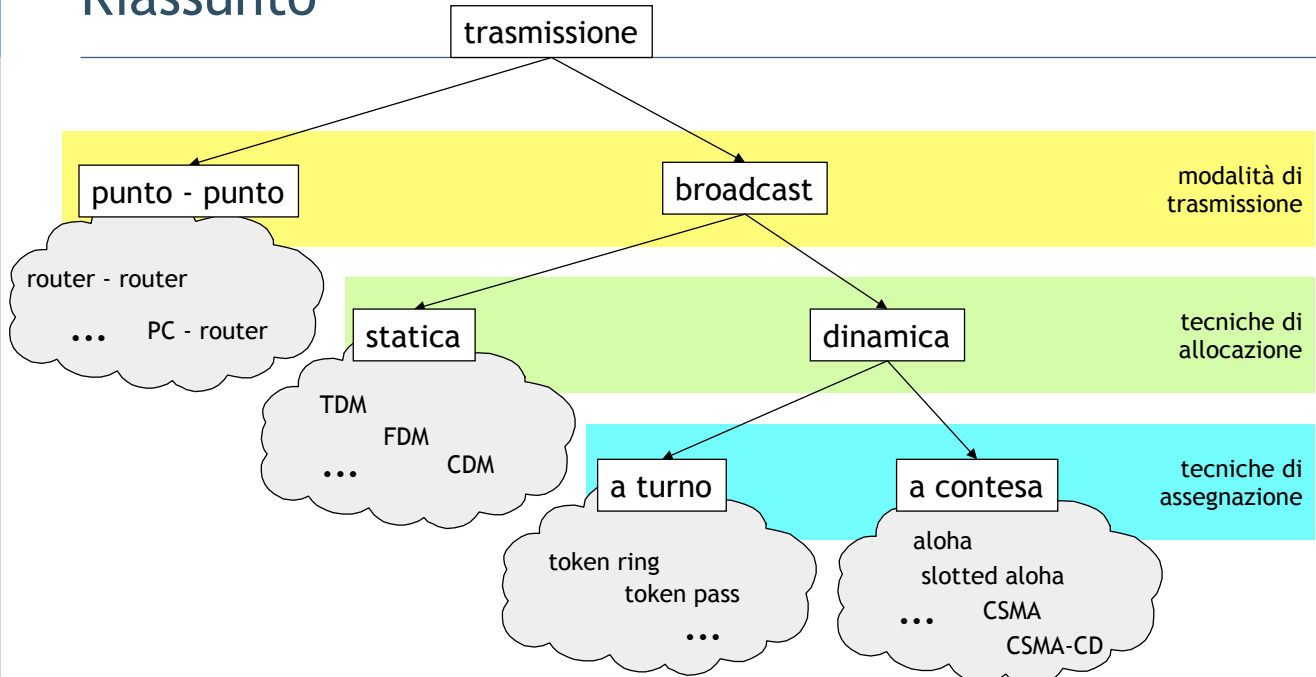 Riassunto
trasmissione
punto - punto
broadcast
modalità di
trasmissione
router - router
... PC - router
statica
dinamica
tecniche di
allocazione
TDM
FDM
... CDM
a turno
a contesa
tecniche di
assegnazione
token ring
token pass
...
aloha
slotted aloha
... CSMA
CSMA-CD